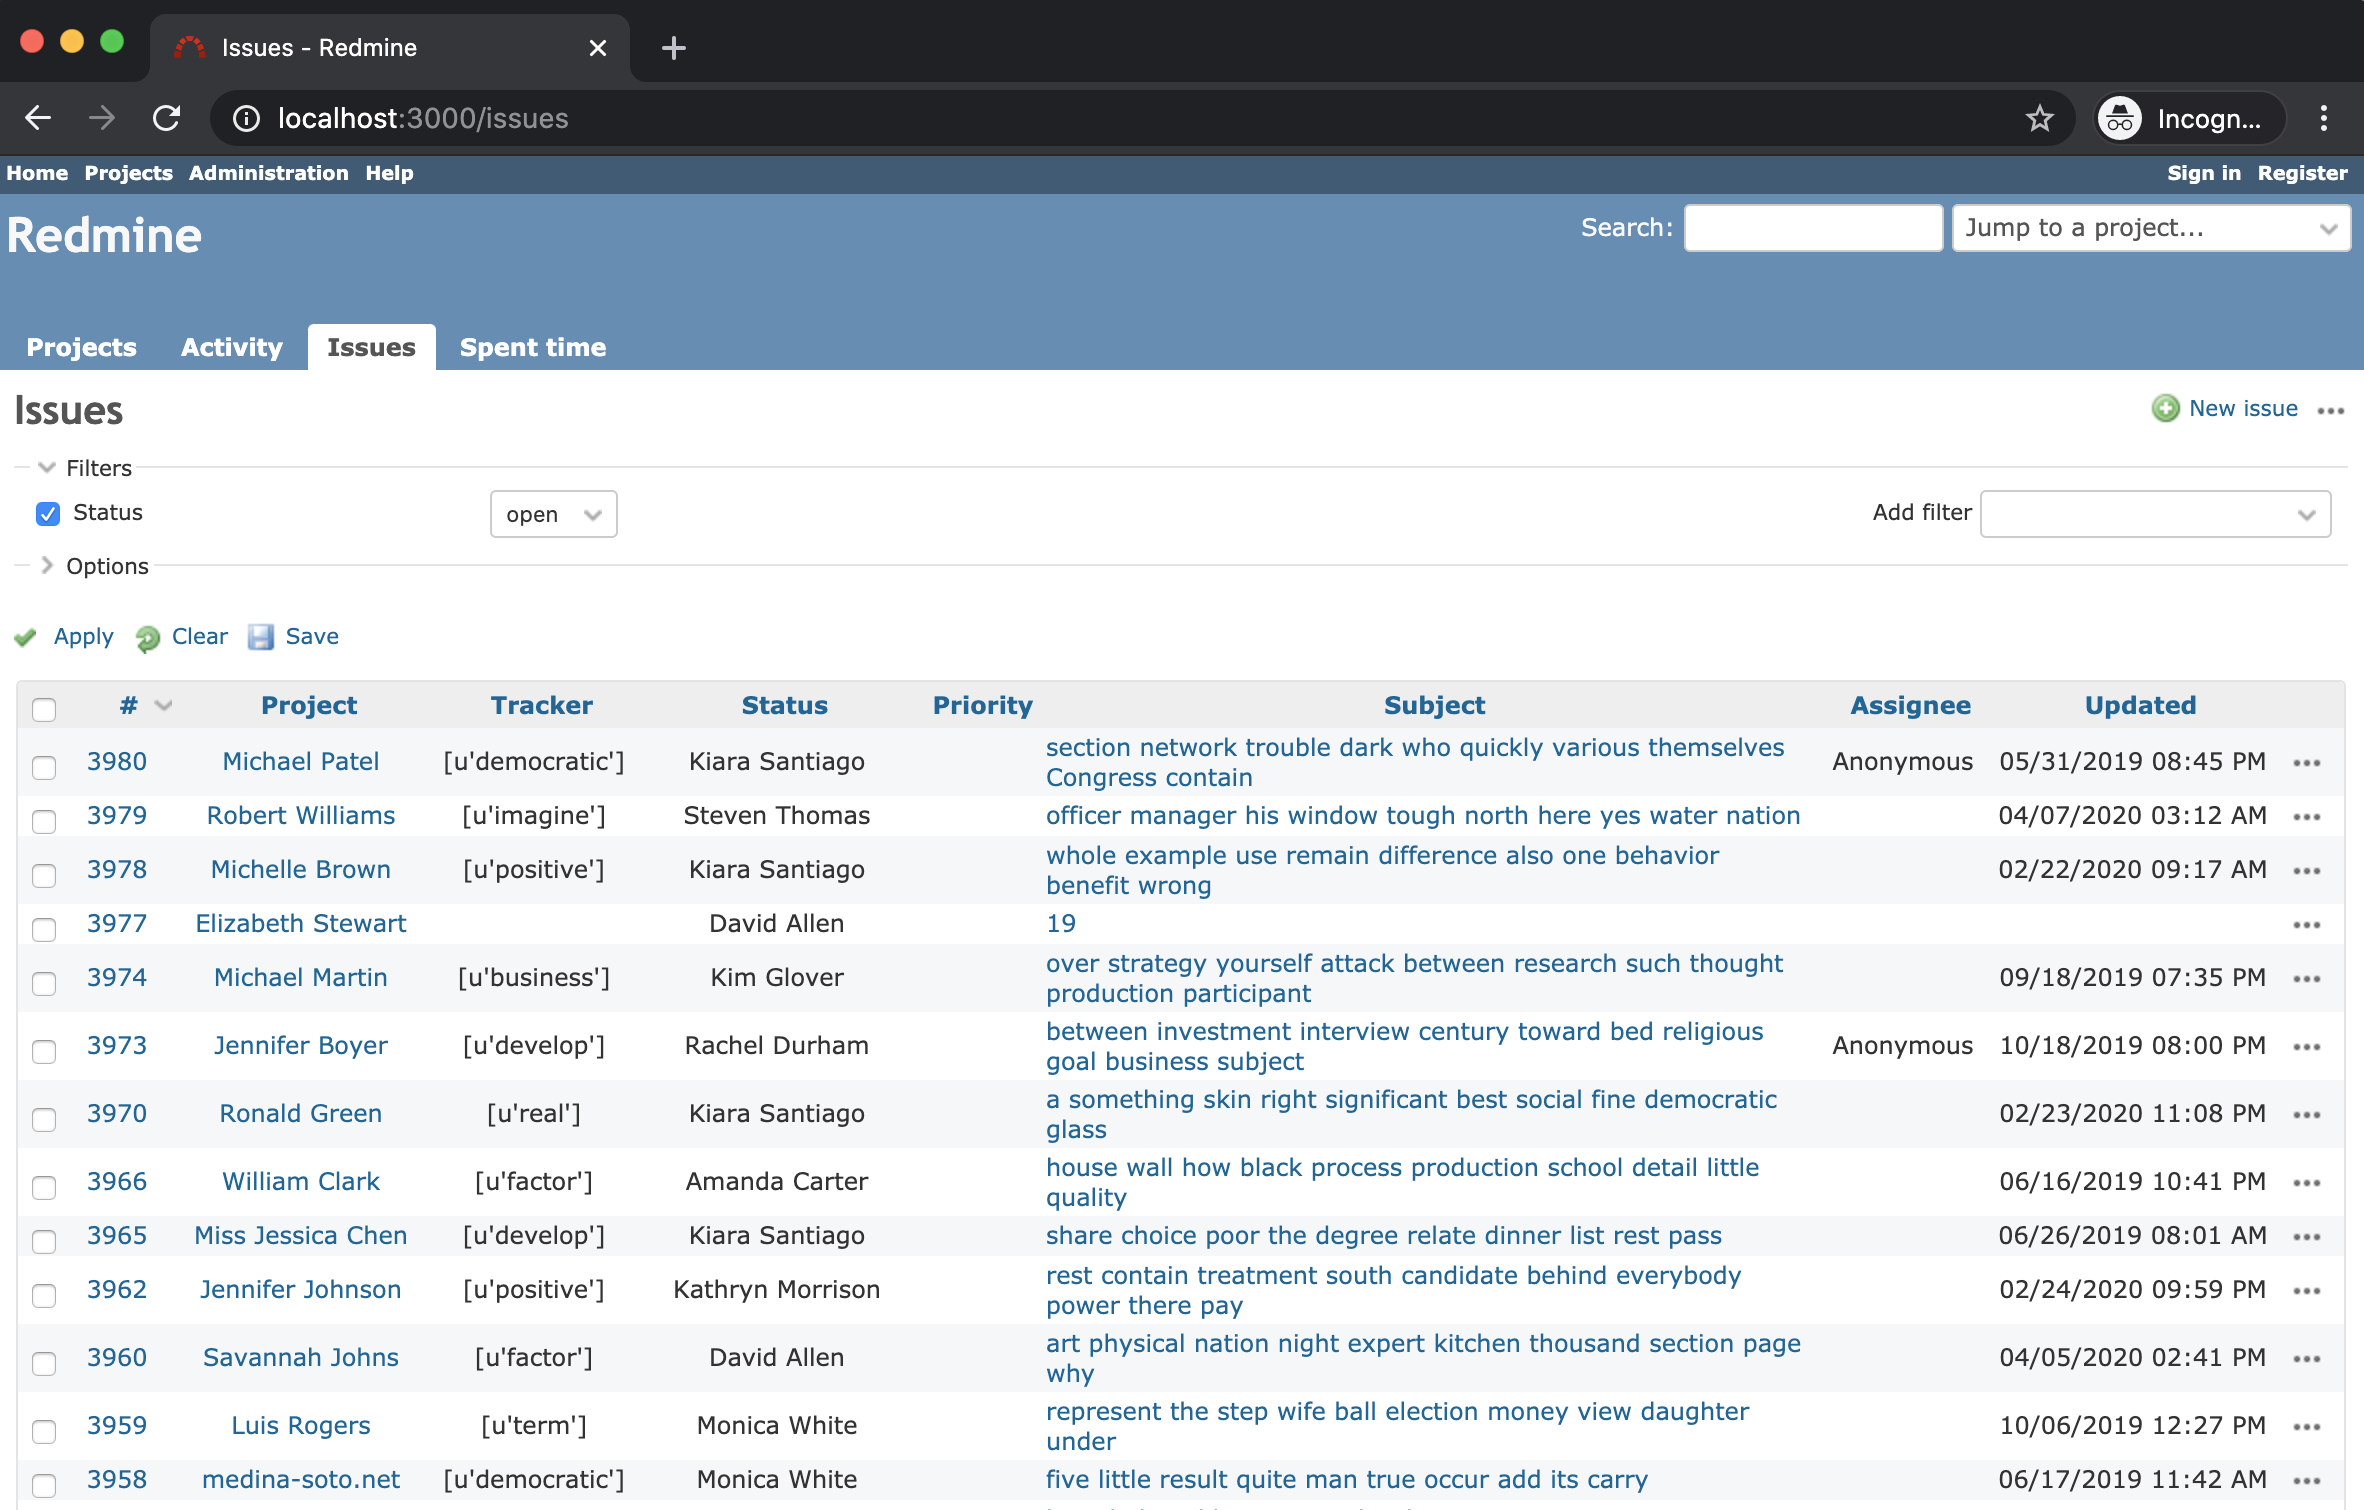 Issues - Redmine
localhost:3000/issues
Incogn...
Home Projects Administration Help
Sign in Register
Redmine
Search:
Jump to a project...
Projects Activity Issues Spent time
Issues
New issue
Filters
Status
open
Add filter
Options
Apply Clear Save
# Project Tracker Status Priority Subject Assignee Updated
3980 Michael Patel [u'democratic'] Kiara Santiago section network trouble dark who quickly various themselves
Congress contain
Anonymous 05/31/2019 08:45 PM
3979 Robert Williams [u'imagine'] Steven Thomas officer manager his window tough north here yes water nation 04/07/2020 03:12 AM
3978 Michelle Brown [u'positive'] Kiara Santiago whole example use remain difference also one behavior
benefit wrong
02/22/2020 09:17 AM
3977 Elizabeth Stewart David Allen 19
3974 Michael Martin [u'business'] Kim Glover over strategy yourself attack between research such thought
production participant
09/18/2019 07:35 PM
3973 Jennifer Boyer [u'develop'] Rachel Durham between investment interview century toward bed religious
goal business subject
Anonymous 10/18/2019 08:00 PM
3970 Ronald Green [u'real'] Kiara Santiago a something skin right significant best social fine democratic
glass
02/23/2020 11:08 PM
3966 William Clark [u'factor'] Amanda Carter house wall how black process production school detail little
quality
06/16/2019 10:41 PM
3965 Miss Jessica Chen [u'develop'] Kiara Santiago share choice poor the degree relate dinner list rest pass 06/26/2019 08:01 AM
3962 Jennifer Johnson [u'positive'] Kathryn Morrison rest contain treatment south candidate behind everybody
power there pay
02/24/2020 09:59 PM
3960 Savannah Johns [u'factor'] David Allen art physical nation night expert kitchen thousand section page
why
04/05/2020 02:41 PM
3959 Luis Rogers [u'term'] Monica White represent the step wife ball election money view daughter
under
10/06/2019 12:27 PM
3958 medina-soto.net [u'democratic'] Monica White five little result quite man true occur add its carry 06/17/2019 11:42 AM